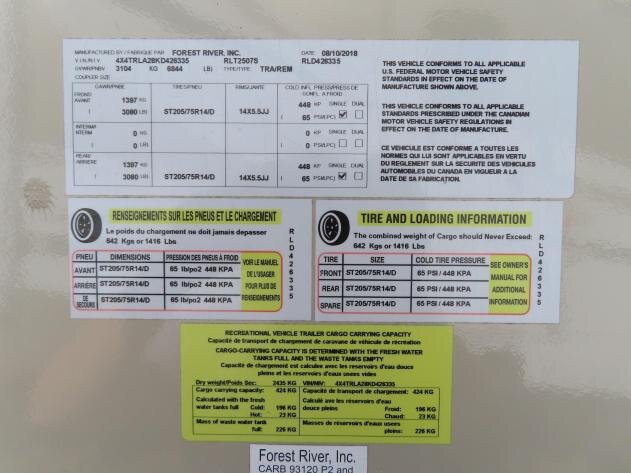 MANUFACTURED BY / FABRIQUE PAR FOREST RIVER, INC. DATE 08/10/2018
V.I.N./N.I.V. 4X4TRLA28KD426335 RLT2507S RLD426335
GVWR/PNBV 3104 KG 6844 LB) TYPE/TYPE TRA/REM
COUPLER SIZE
GAWR/PNBE TIRES/PNEU RIMS/JANTE COLD INFL PRESS/PRESS DE GONFL A FROID
FRONT/AVANT 1397 KG ST205/75R14/D 14X5.5JJ 448 KP SINGLE DUAL
( 3080 LB) ( 65 PSI/LPC)
INTERM/NTERM 0 KG 0 KP SINGLE DUAL
( 0 LB) ( 0 PSI/LPC)
REAR/ARRIERE 1397 KG ST205/75R14/D 14X5.5JJ 448 KP SINGLE DUAL
( 3080 LB) ( 65 PSI/LPC)
THIS VEHICLE CONFORMS TO ALL APPLICABLE
U.S. FEDERAL MOTOR VEHICLE SAFETY
STANDARDS IN EFFECT ON THE DATE OF
MANUFACTURE SHOWN ABOVE.
THIS VEHICLE CONFORMS TO ALL APPLICABLE
STANDARDS PRESCRIBED UNDER THE CANADIAN
MOTOR VEHICLE SAFETY REGULATIONS IN
EFFECT ON THE DATE OF MANUFACTURE.
CE VEHICULE EST CONFORME A TOUTES LES
NORMES QUI LUI SONT APPLICABLES EN VERTU
DU REGLEMENT SUR LA SECURITE DES VEHICULES
AUTOMOBILES DU CANADA EN VIGUEUR A LA
DATE DE SA FABRICATION.
RENSEIGNEMENTS SUR LES PNEUS ET LE CHARGEMENT
Le poids du chargement ne doit jamais depasser
642 Kgs or 1416 Lbs
PNEU DIMENSIONS PRESSION DES PNEUS À FROID
AVANT ST205/75R14/D 65 lb/po2 448 KPA
ARRIÈRE ST205/75R14/D 65 lb/po2 448 KPA
DE SECOURS ST205/75R14/D 65 lb/po2 448 KPA
VOIR LE MANUEL
DE L'USAGER
POUR PLUS DE
RENSEIGNEMENTS
RLD426335
TIRE AND LOADING INFORMATION
The combined weight of Cargo should Never Exceed:
642 Kgs or 1416 Lbs
TIRE SIZE COLD TIRE PRESSURE
FRONT ST205/75R14/D 65 PSI / 448 KPA
REAR ST205/75R14/D 65 PSI / 448 KPA
SPARE ST205/75R14/D 65 PSI / 448 KPA
SEE OWNER'S
MANUAL FOR
ADDITIONAL
INFORMATION
RLD426335
RECREATIONAL VEHICLE TRAILER CARGO CARRYING CAPACITY
Capacité de transport de chargement de caravane de véhicule de récréation
CARGO-CARRYING CAPACITY IS DETERMINED WITH THE FRESH WATER
TANKS FULL AND THE WASTE TANKS EMPTY
Capacité de chargement est calculée avec les réservoirs d'eau douce
pleins et les réservoirs d'eaux usees vides
Dry weight/Poids Sec: 2435 KG VIN/NIV: 4X4TRLA28KD426335
Cargo carrying capacity: 424 KG Capacité de transport de chargement: 424 KG
Calculated with the fresh Calculé avec les réservoirs d'eau
water tanks full Cold: 196 KG douce pleins Froid: 196 KG
Hot: 23 KG Chaud: 23 KG
Mass of waste water tank Masses de réservoirs d'eaux usees
full: 226 KG pleins: 226 KG
Forest River, Inc.
CARB 93120 P2 and